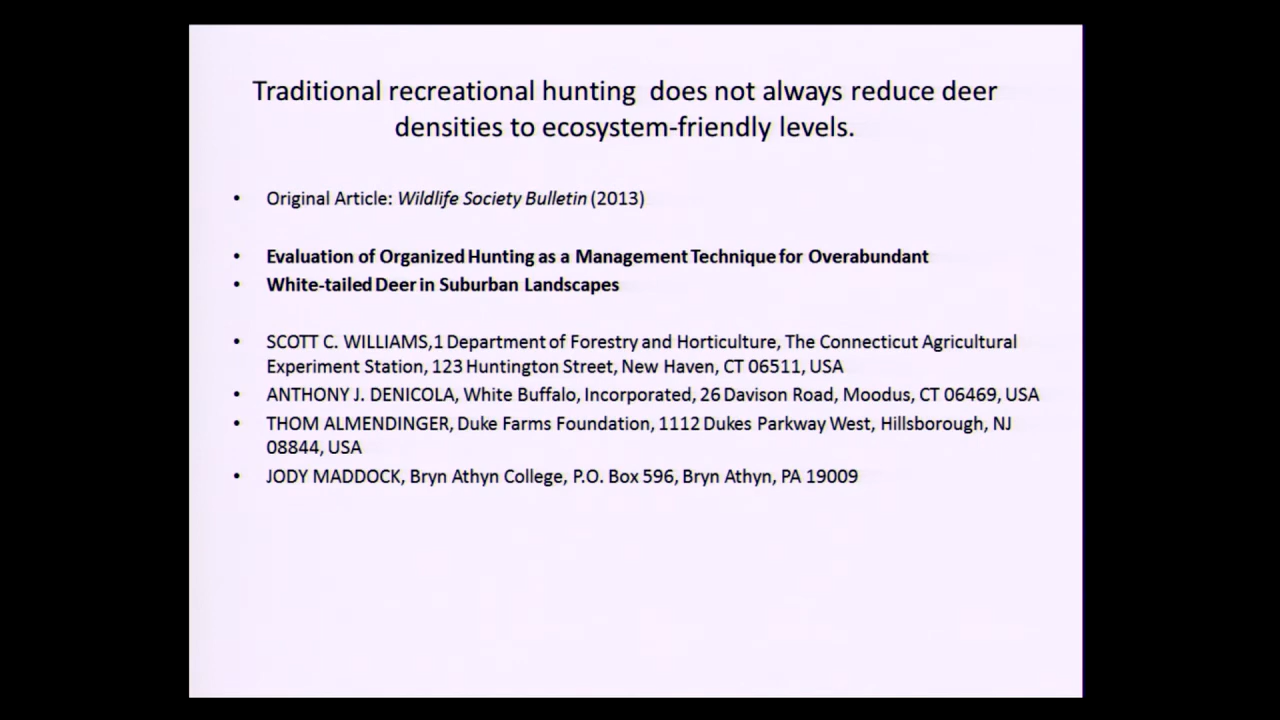 Traditional recreational hunting does not always reduce deer
densities to ecosystem-friendly levels.
• Original Article: Wildlife Society Bulletin (2013)
• Evaluation of Organized Hunting as a Management Technique for Overabundant
• White-tailed Deer in Suburban Landscapes
• SCOTT C. WILLIAMS,1 Department of Forestry and Horticulture, The Connecticut Agricultural
Experiment Station, 123 Huntington Street, New Haven, CT 06511, USA
• ANTHONY J. DENICOLA, White Buffalo, Incorporated, 26 Davison Road, Moodus, CT 06469, USA
• THOM ALMENDINGER, Duke Farms Foundation, 1112 Dukes Parkway West, Hillsborough, NJ
08844, USA
• JODY MADDOCK, Bryn Athyn College, P.O. Box 596, Bryn Athyn, PA 19009